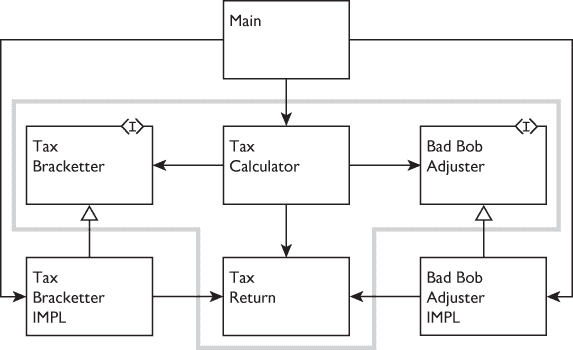 Main
<I>
Tax
Bracketter
Tax
Calculator
<I>
Bad Bob
Adjuster
Tax
Bracketter
IMPL
Tax
Return
Bad Bob
Adjuster
IMPL